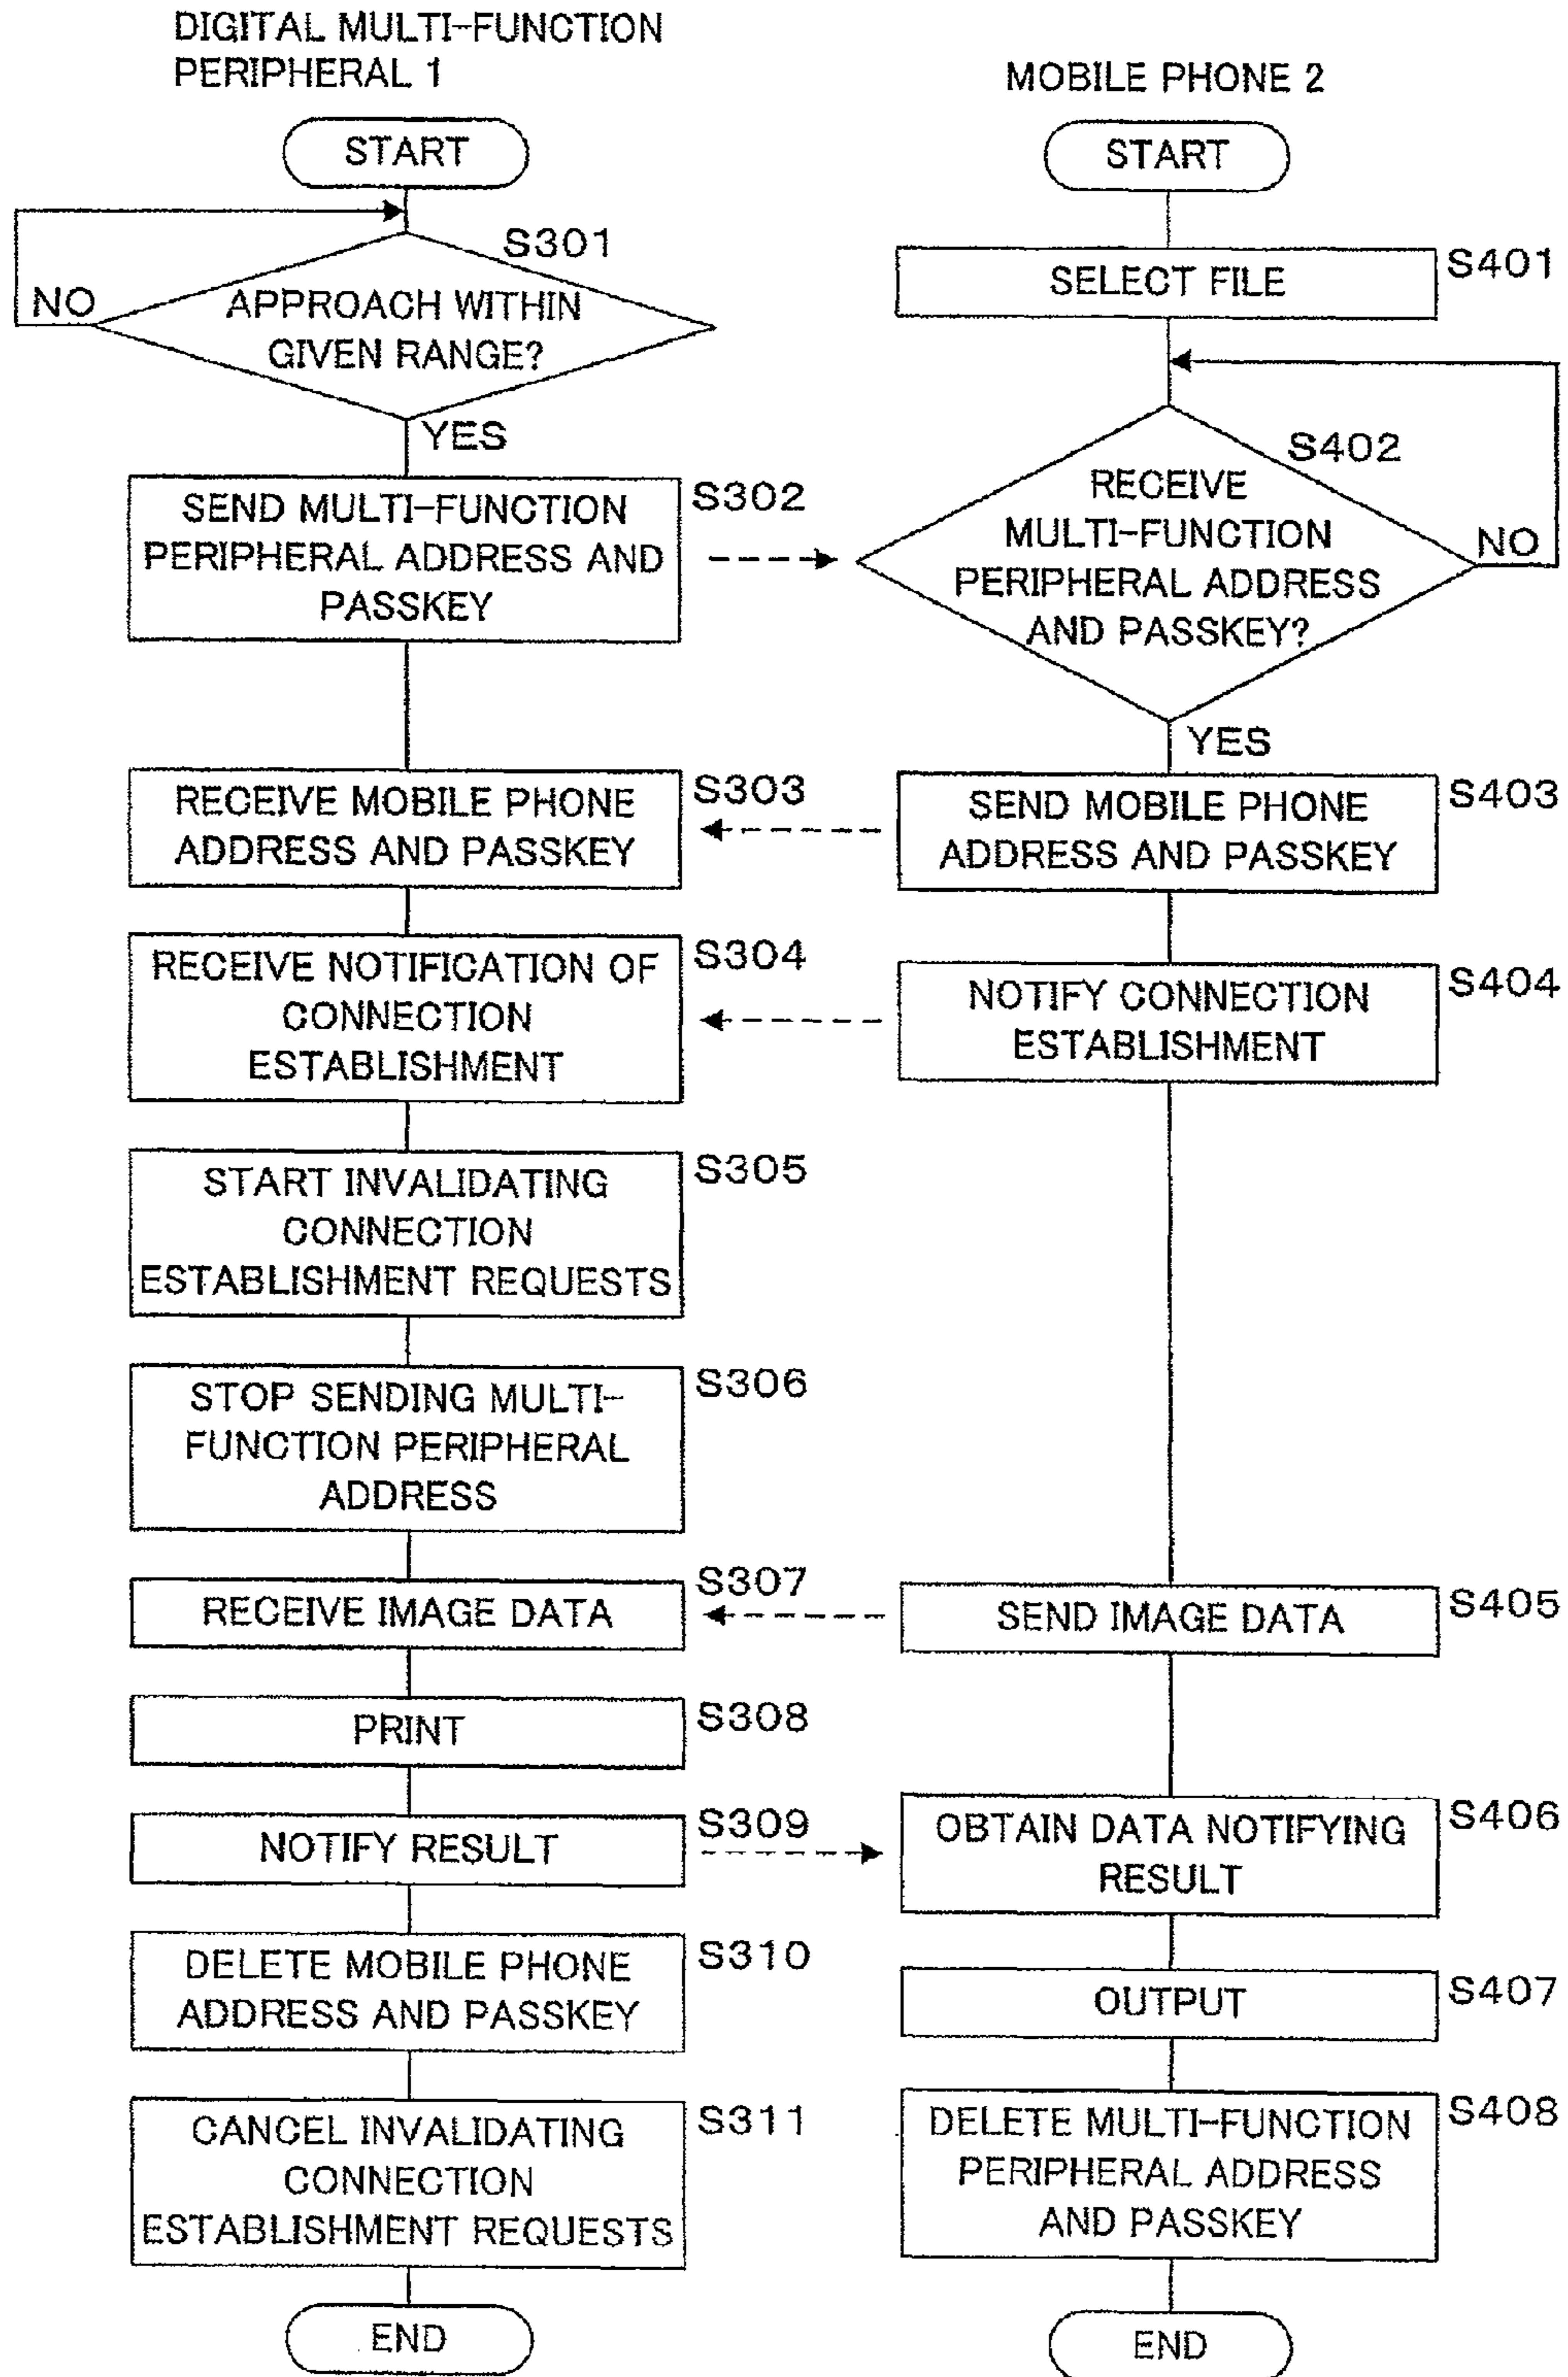 DIGITAL MULTI-FUNCTION
PERIPHERAL 1
START
S301
NO
APPROACH WITHIN
GIVEN RANGE?
YES
SEND MULTI-FUNCTION
PERIPHERAL ADDRESS AND
PASSKEY
S302
RECEIVE MOBILE PHONE
ADDRESS AND PASSKEY
S303
RECEIVE NOTIFICATION OF
CONNECTION
ESTABLISHMENT
S304
START INVALIDATING
CONNECTION
ESTABLISHMENT REQUESTS
S305
STOP SENDING MULTI-
FUNCTION PERIPHERAL
ADDRESS
S306
RECEIVE IMAGE DATA
S307
PRINT
S308
NOTIFY RESULT
S309
DELETE MOBILE PHONE
ADDRESS AND PASSKEY
S310
CANCEL INVALIDATING
CONNECTION
ESTABLISHMENT REQUESTS
S311
END
MOBILE PHONE 2
START
SELECT FILE
S401
S402
RECEIVE
MULTI-FUNCTION
PERIPHERAL ADDRESS
AND PASSKEY?
NO
YES
SEND MOBILE PHONE
ADDRESS AND PASSKEY
S403
NOTIFY CONNECTION
ESTABLISHMENT
S404
SEND IMAGE DATA
S405
OBTAIN DATA NOTIFYING
RESULT
S406
OUTPUT
S407
DELETE MULTI-FUNCTION
PERIPHERAL ADDRESS
AND PASSKEY
S408
END